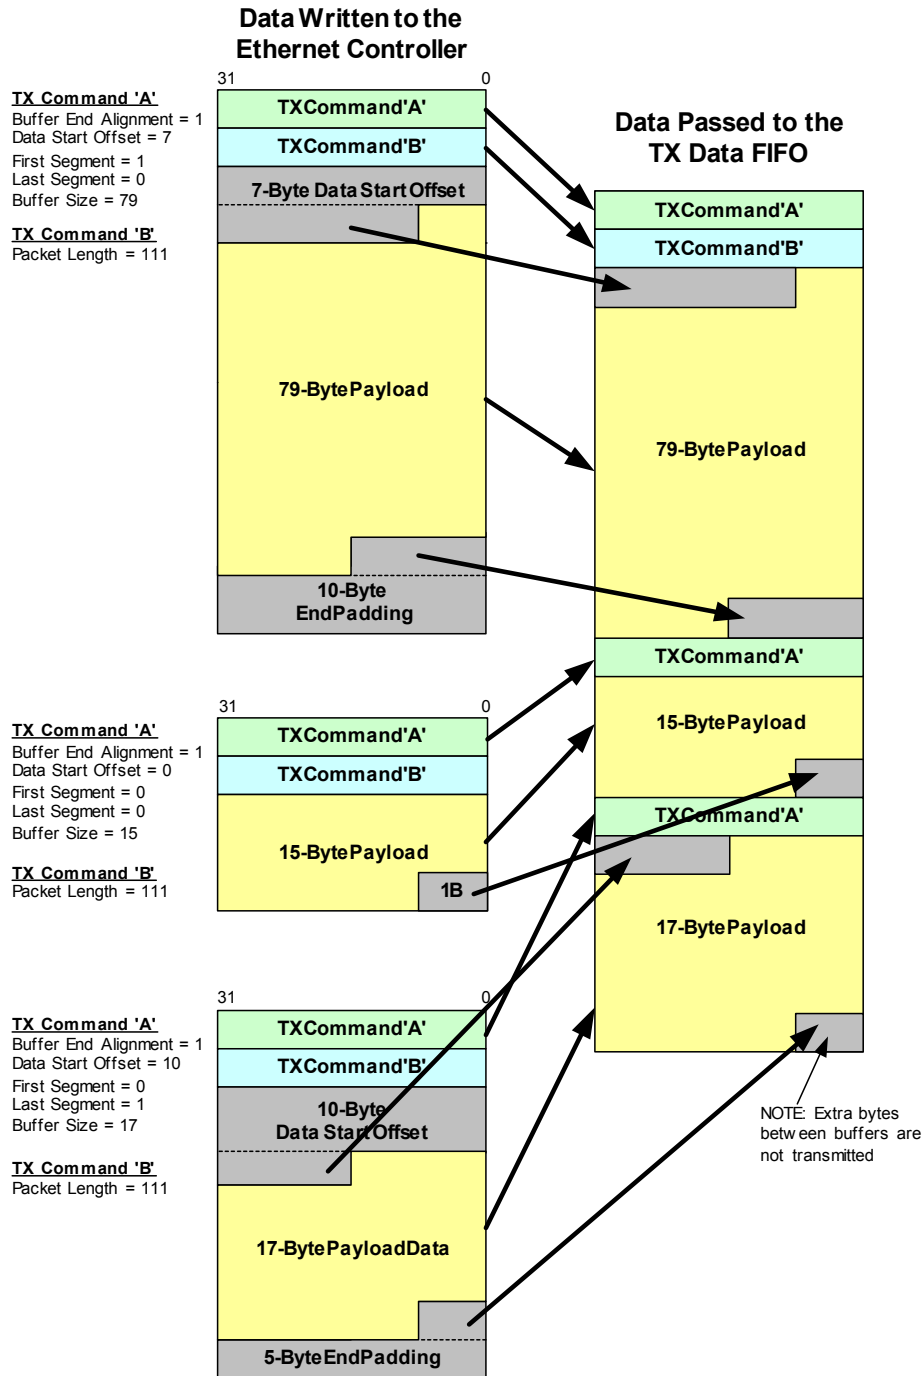 Data Written to the
Ethernet Controller
31 0
TX Command 'A'
Buffer End Alignment = 1
Data Start Offset = 7
First Segment = 1
Last Segment = 0
Buffer Size = 79
TX Command 'B'
Packet Length = 111
TXCommand'A'
TXCommand'B'
7-Byte Data Start Offset
79-BytePayload
10-Byte
EndPadding
Data Passed to the
TX Data FIFO
TXCommand'A'
TXCommand'B'
79-BytePayload
TXCommand'A'
15-BytePayload
TXCommand'A'
17-BytePayload
NOTE: Extra bytes
between buffers are
not transmitted
31 0
TX Command 'A'
Buffer End Alignment = 1
Data Start Offset = 0
First Segment = 0
Last Segment = 0
Buffer Size = 15
TX Command 'B'
Packet Length = 111
TXCommand'A'
TXCommand'B'
15-BytePayload
1B
31 0
TX Command 'A'
Buffer End Alignment = 1
Data Start Offset = 10
First Segment = 0
Last Segment = 1
Buffer Size = 17
TX Command 'B'
Packet Length = 111
TXCommand'A'
TXCommand'B'
10-Byte
Data StartOffset
17-BytePayloadData
5-ByteEndPadding